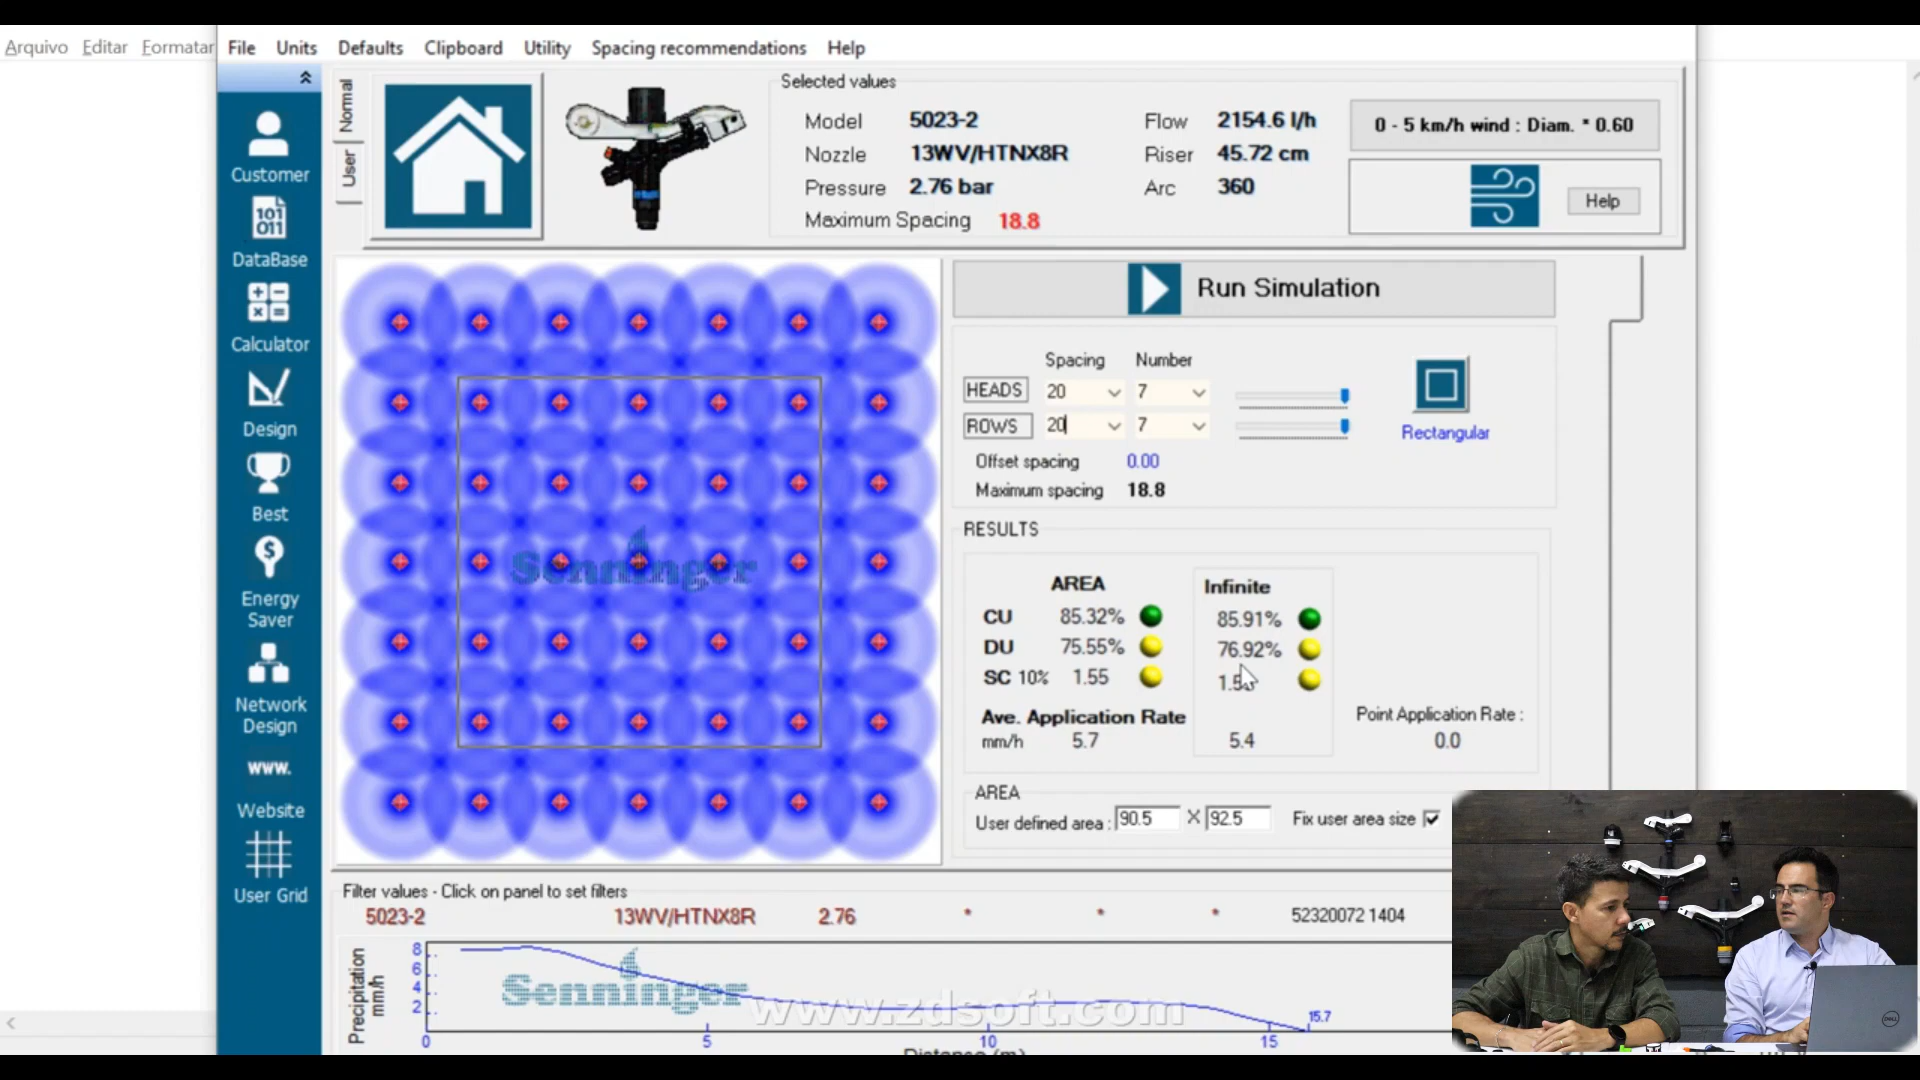 Arquivo Editar Formatar
File Units Defaults Clipboard Utility Spacing recommendations Help
Customer
DataBase
Calculator
Design
Best
Energy
Saver
Network
Design
www.
Website
User Grid
Normal
User
Selected values
Model 5023-2
Nozzle 13WV/HTNX8R
Pressure 2.76 bar
Maximum Spacing 18.8
Flow 2154.6 l/h
Riser 45.72 cm
Arc 360
0 - 5 km/h wind : Diam. * 0.60
Help
Senninger
Run Simulation
Spacing Number
HEADS 20 7
ROWS 20 7
Rectangular
Offset spacing 0.00
Maximum spacing 18.8
RESULTS
AREA Infinite
CU 85.32% 85.91%
DU 75.55% 76.92%
SC 10% 1.55
Ave. Application Rate
mm/h 5.7 5.4
Point Application Rate :
0.0
AREA
User defined area : 90.5 X 92.5 Fix user area size
Filter values - Click on panel to set filters
5023-2 13WV/HTNX8R 2.76 * * * 52320072 1404
Precipitation
mm/h
8
6
4
2
Senninger
www.zdsoft.com
15.7
0 5 10 15
Distance (m)
DELL